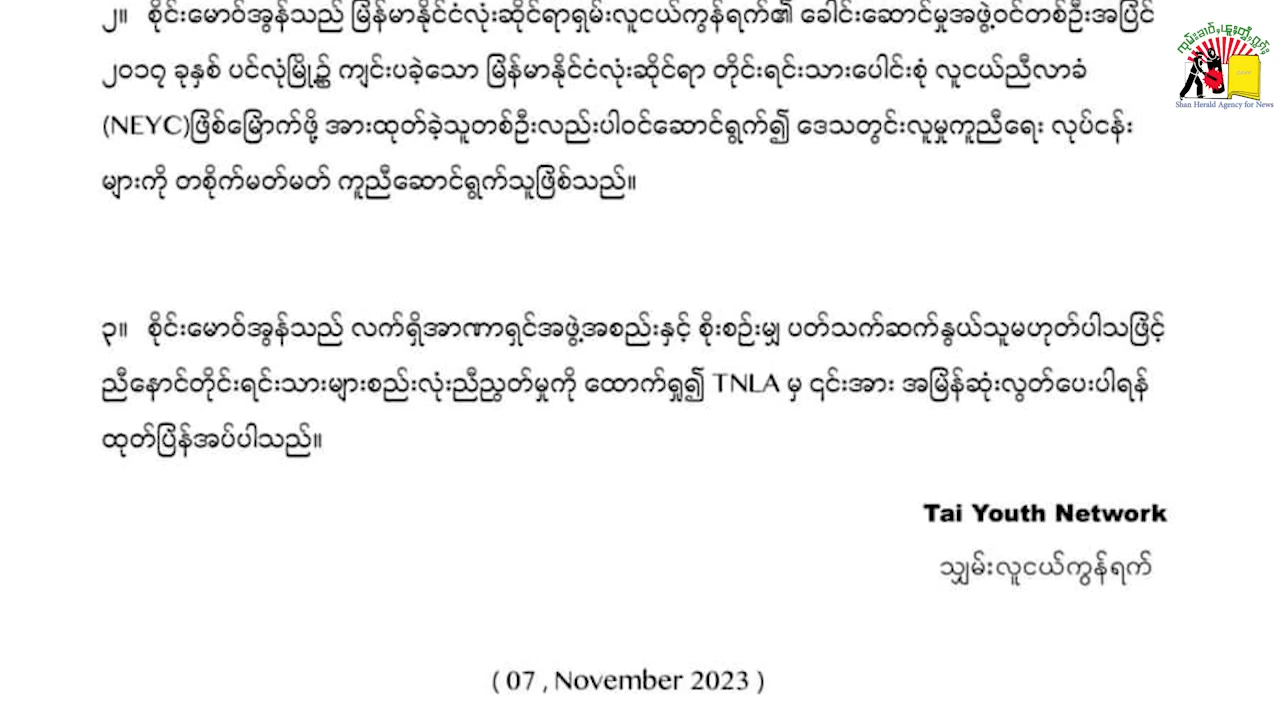 ၂။ စိုင်းမောဝ်အွန်သည် မြန်မာနိုင်ငံလုံးဆိုင်ရာရှမ်းလူငယ်ကွန်ရက်၏ ခေါင်းဆောင်မှုအဖွဲ့ဝင်တစ်ဦးအပြင်
၂၀၁၇ ခုနှစ် ပင်လုံမြို့၌ ကျင်းပခဲ့သော မြန်မာနိုင်ငံလုံးဆိုင်ရာ တိုင်းရင်းသားပေါင်းစုံ လူငယ်ညီလာခံ
(NEYC)ဖြစ်မြောက်ဖို့ အားထုတ်ခဲ့သူတစ်ဦးလည်းပါဝင်ဆောင်ရွက်၍ ဒေသတွင်းလူမှုကူညီရေး လုပ်ငန်း
များကို တစိုက်မတ်မတ် ကူညီဆောင်ရွက်သူဖြစ်သည်။
၃။ စိုင်းမောဝ်အွန်သည် လက်ရှိအာဏာရှင်အဖွဲ့အစည်းနှင့် စိုးစဉ်းမျှ ပတ်သက်ဆက်နွယ်သူမဟုတ်ပါသဖြင့်
ညီနောင်တိုင်းရင်းသားများစည်းလုံးညီညွတ်မှုကို ထောက်ရှု၍ TNLA မှ ၎င်းအား အမြန်ဆုံးလွတ်ပေးပါရန်
ထုတ်ပြန်အပ်ပါသည်။
Tai Youth Network
သျှမ်းလူငယ်ကွန်ရက်
( 07 , November 2023 )
Shan Herald Agency for News